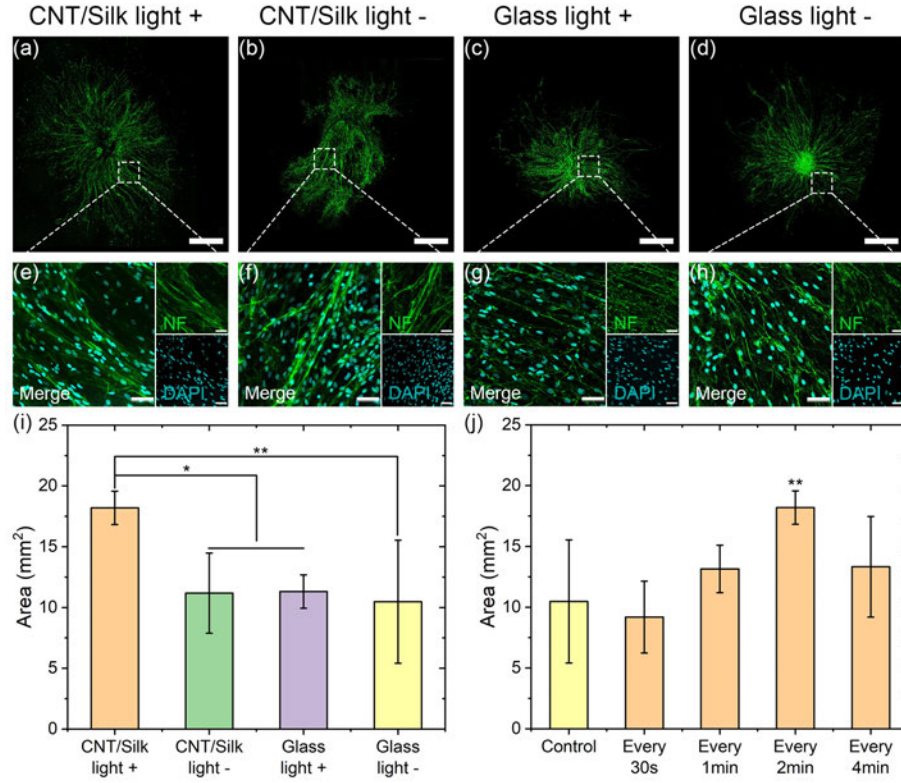 CNT/Silk light + CNT/Silk light - Glass light + Glass light -
(a) (b) (c) (d)
(e) (f) (g) (h)
NF NF NF NF
Merge DAPI Merge DAPI Merge DAPI Merge DAPI
(i)
25
20
15
10
5
0
Area (mm²)
*
**
CNT/Silk light +
CNT/Silk light -
Glass light +
Glass light -
(j)
25
20
15
10
5
0
Area (mm²)
**
Control
Every 30s
Every 1min
Every 2min
Every 4min